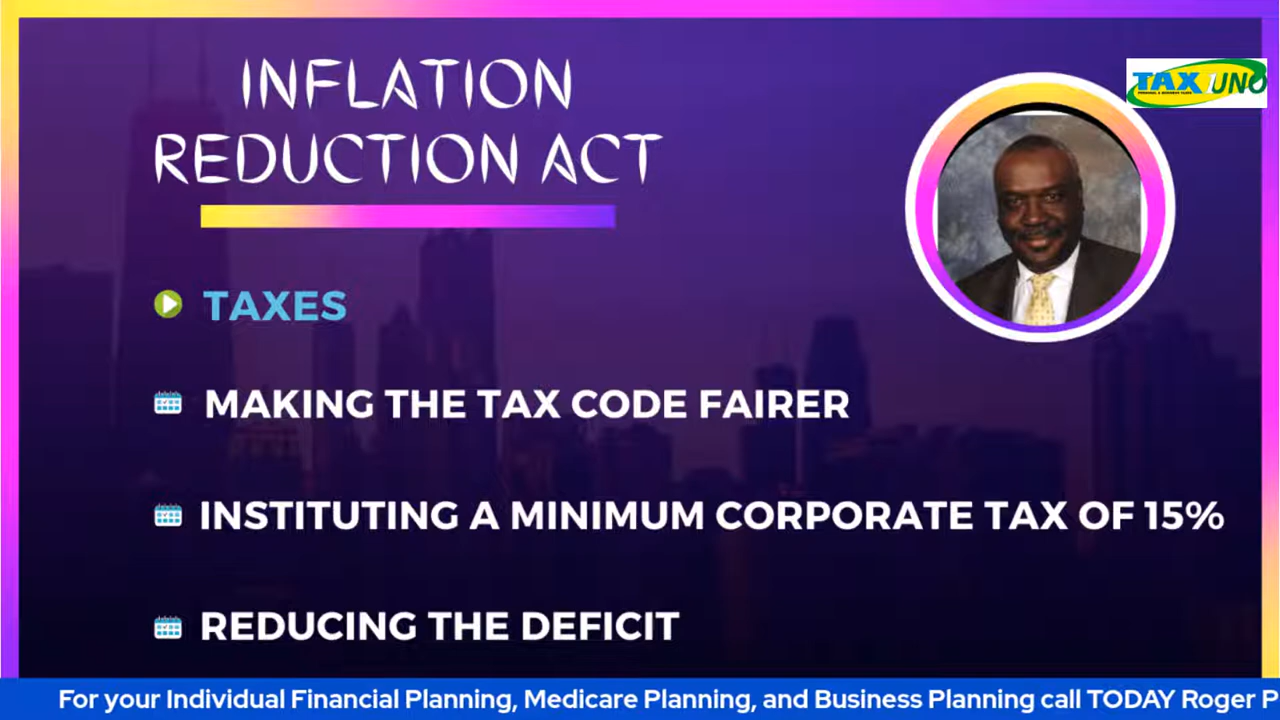 INFLATION
REDUCTION ACT
TAX UNO
TAXES
MAKING THE TAX CODE FAIRER
INSTITUTING A MINIMUM CORPORATE TAX OF 15%
REDUCING THE DEFICIT
For your Individual Financial Planning, Medicare Planning, and Business Planning call TODAY Roger P